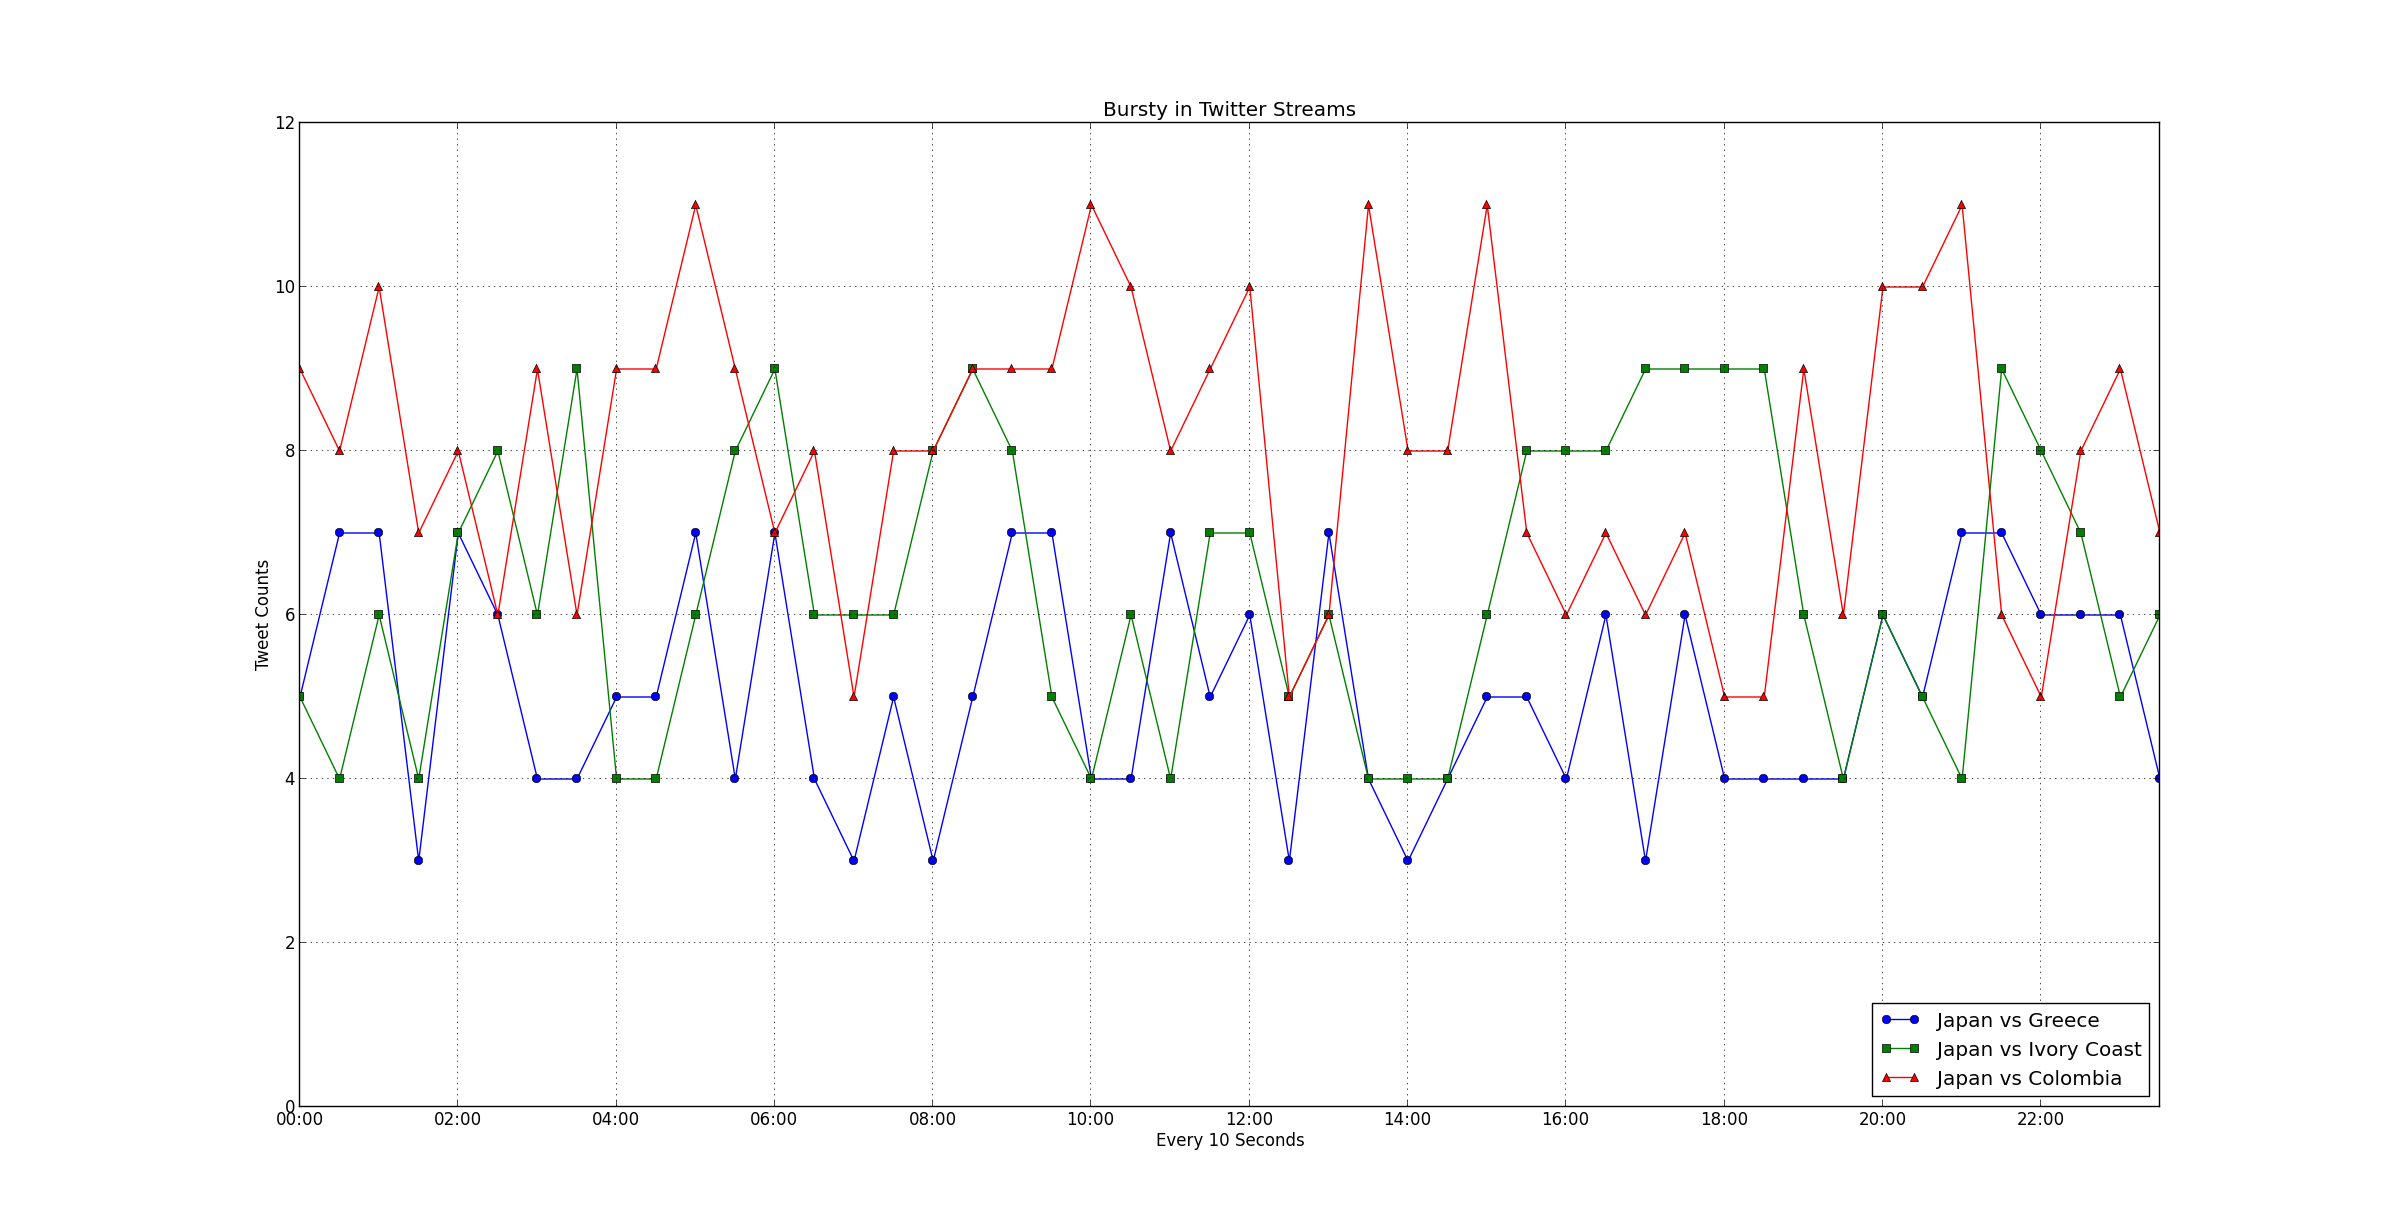 Bursty in Twitter Streams
12
10
8
6
4
2
0
Tweet Counts
00:00 02:00 04:00 06:00 08:00 10:00 12:00 14:00 16:00 18:00 20:00 22:00
Every 10 Seconds
Japan vs Greece
Japan vs Ivory Coast
Japan vs Colombia